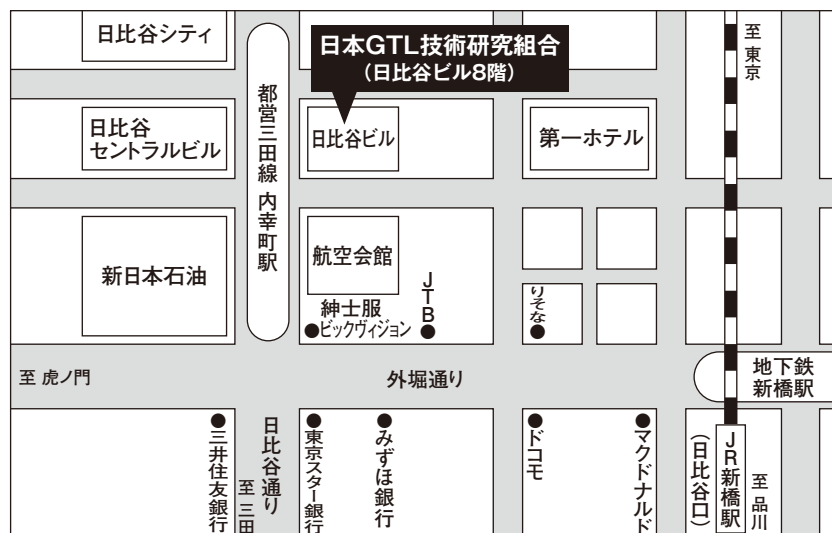 日比谷シティ
日本GTL技術研究組合
(日比谷ビル8階)
至 東京
都営三田線 内幸町駅
日比谷
セントラルビル
日比谷ビル
第一ホテル
新日本石油
航空会館
紳士服
ビックヴィジョン
JTB
りそな
至 虎ノ門
外堀通り
地下鉄
新橋駅
三井住友銀行
日比谷通り
至 三田
東京スター銀行
みずほ銀行
ドコモ
マクドナルド
JR新橋駅
(日比谷口)
至 品川